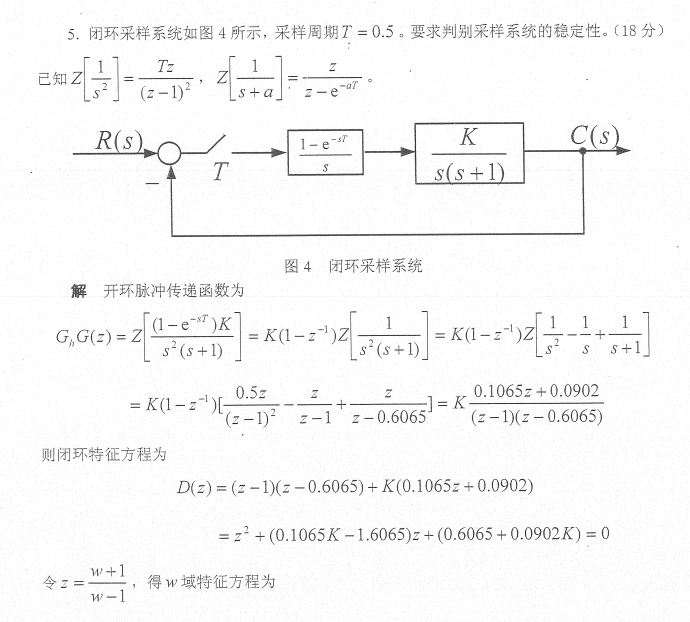 5. 闭环采样系统如图 4 所示，采样周期 T = 0.5 。要求判别采样系统的稳定性。（18 分）
已知 Z[1/s²] = Tz/(z−1)² ， Z[1/(s+a)] = z/(z−e^{−aT}) 。
R(s) − T (1−e^{−sT})/s K/(s(s+1)) C(s)
图 4 闭环采样系统
解 开环脉冲传递函数为
G_hG(z) = Z[(1−e^{−sT})K/(s²(s+1))] = K(1−z^{−1})Z[1/(s²(s+1))] = K(1−z^{−1})Z[1/s² − 1/s + 1/(s+1)]
= K(1−z^{−1})[0.5z/(z−1)² − z/(z−1) + z/(z−0.6065)] = K (0.1065z+0.0902)/((z−1)(z−0.6065))
则闭环特征方程为
D(z) = (z−1)(z−0.6065) + K(0.1065z+0.0902)
= z² + (0.1065K −1.6065)z + (0.6065+0.0902K) = 0
令 z = (w+1)/(w−1) ，得 w 域特征方程为